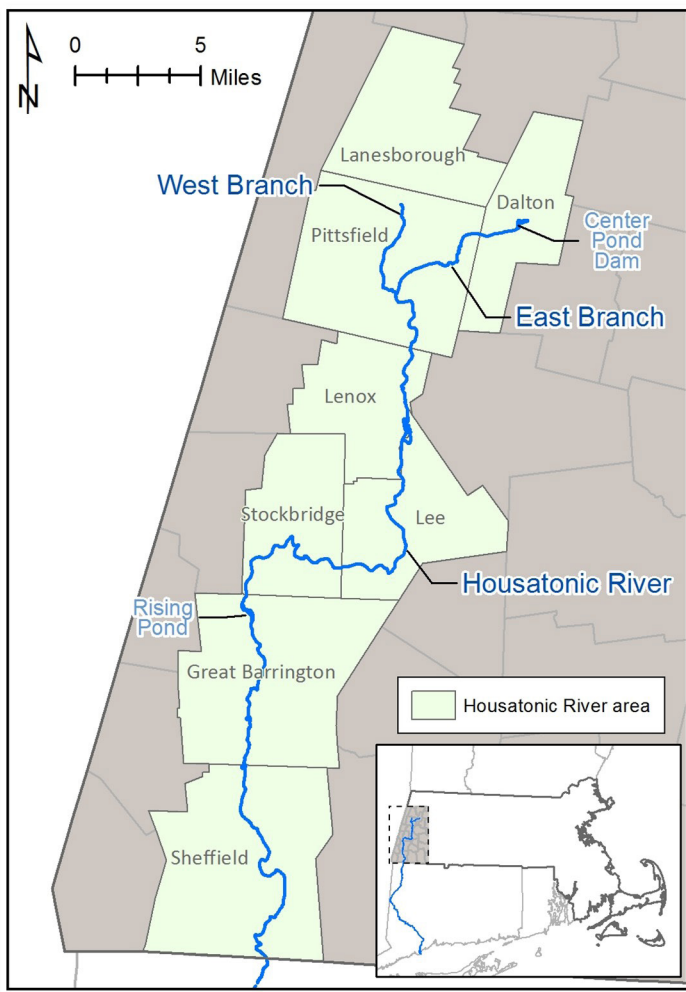 0 5
Miles
N
Lanesborough
West Branch
Dalton
Pittsfield
Center
Pond
Dam
East Branch
Lenox
Stockbridge
Lee
Housatonic River
Rising
Pond
Great Barrington
Housatonic River area
Sheffield